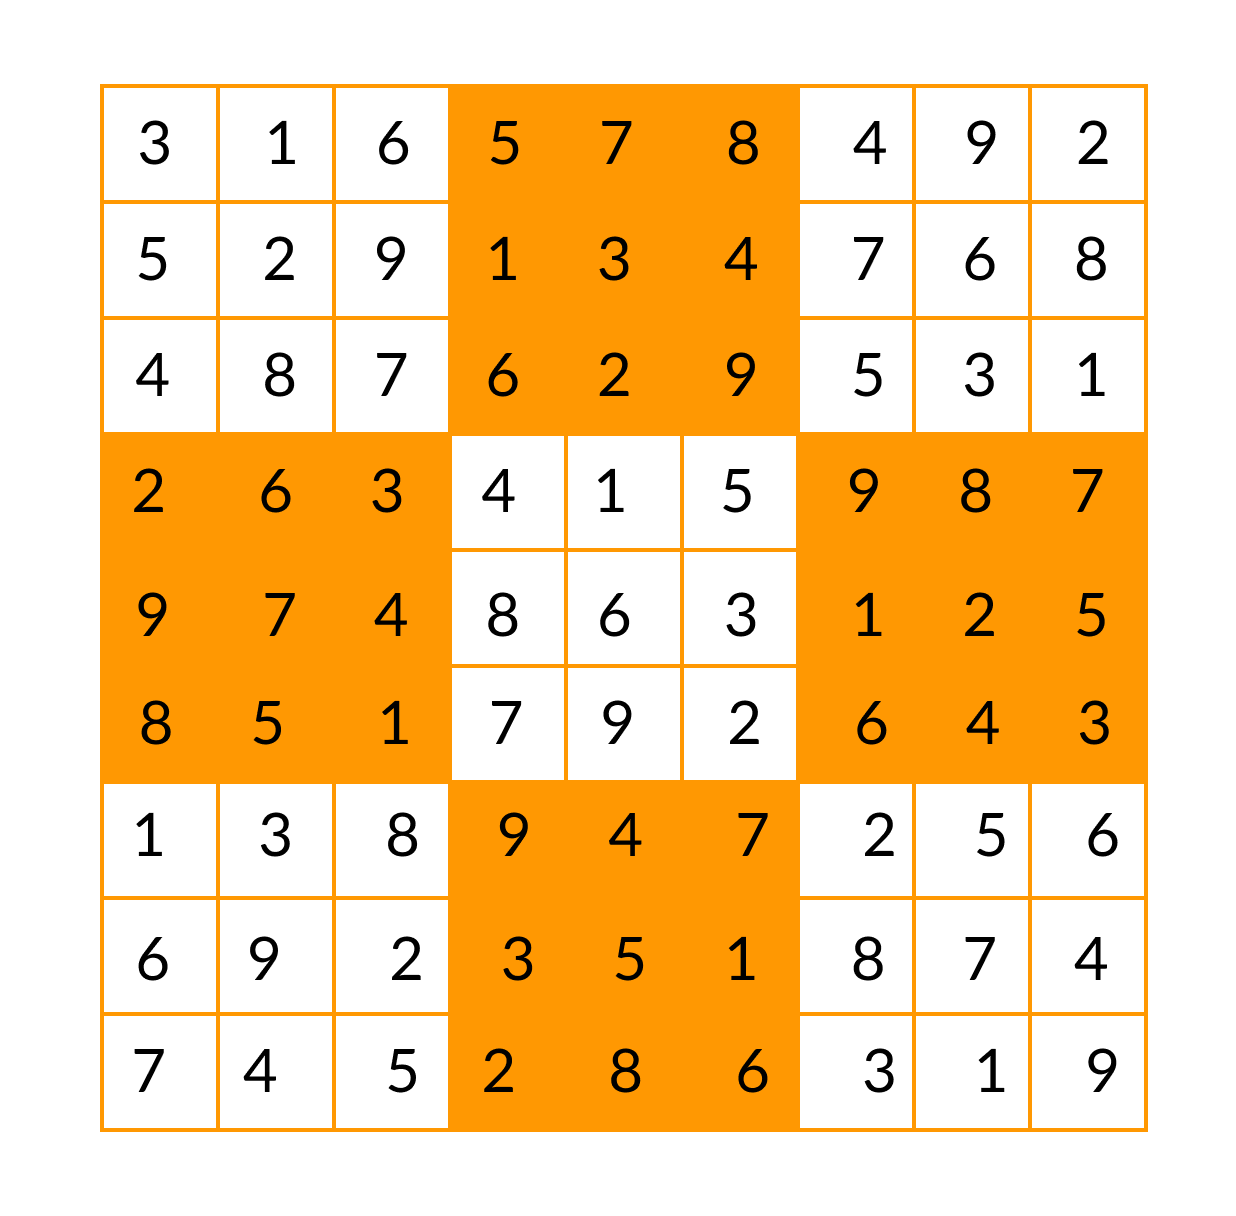 3 1 6 5 7 8 4 9 2
5 2 9 1 3 4 7 6 8
4 8 7 6 2 9 5 3 1
2 6 3 4 1 5 9 8 7
9 7 4 8 6 3 1 2 5
8 5 1 7 9 2 6 4 3
1 3 8 9 4 7 2 5 6
6 9 2 3 5 1 8 7 4
7 4 5 2 8 6 3 1 9